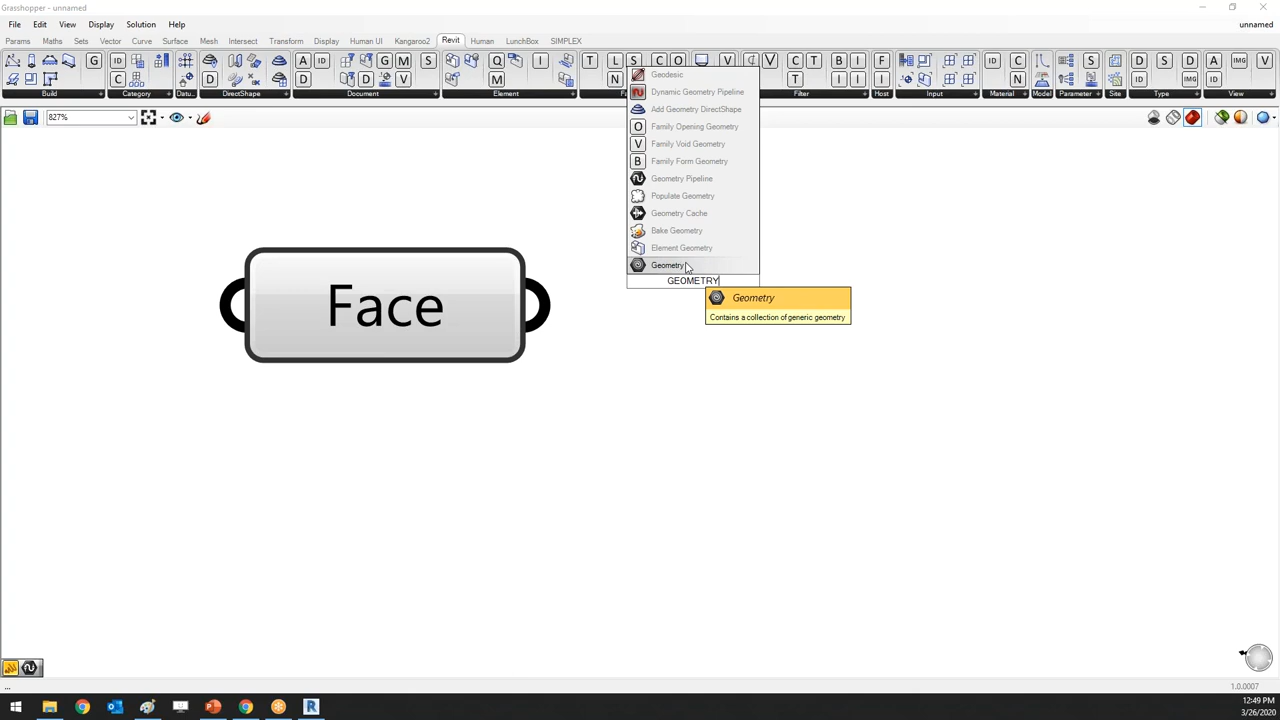 Grasshopper - unnamed
File Edit View Display Solution Help
unnamed
Params Maths Sets Vector Curve Surface Mesh Intersect Transform Display Kangaroo2 Revit Human Human UI LunchBox SIMPLEX
Build Category Datu... DirectShape Document Element Filter Host Input Material Model Parameter Site Type View
827%
Geodesic
Dynamic Geometry Pipeline
Add Geometry DirectShape
Family Opening Geometry
Family Void Geometry
Family Form Geometry
Geometry Pipeline
Populate Geometry
Geometry Cache
Bake Geometry
Element Geometry
Geometry
GEOMETRY
Geometry
Contains a collection of generic geometry
Face
...
1.0.0007
12:49 PM
3/26/2020